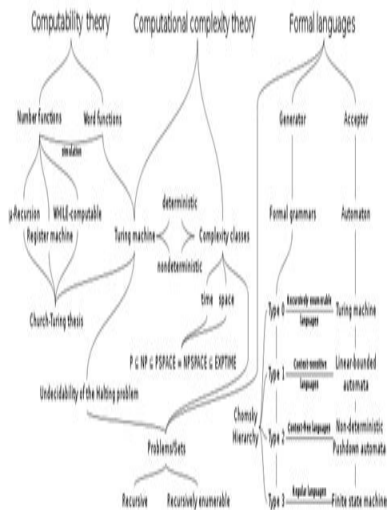 Computability theory
Computational complexity theory
Formal languages
Number functions
Word functions
Generator
Acceptor
simulation
deterministic
μ-Recursion
WHILE-computable
Register machine
Turing machine
Complexity classes
Formal grammars
Automaton
nondeterministic
time space
Church-Turing thesis
Type 0
Recursively enumerable
languages
Turing machine
P ⊆ NP ⊆ PSPACE = NPSPACE ⊆ EXPTIME
Type 1
Context-sensitive
languages
Linear-bounded
automata
Undecidability of the Halting problem
Chomsky
Hierarchy
Type 2
Context-free languages
Non-deterministic
Pushdown automata
Problems/Sets
Recursive
Recursively enumerable
Type 3
Regular languages
Finite state machine